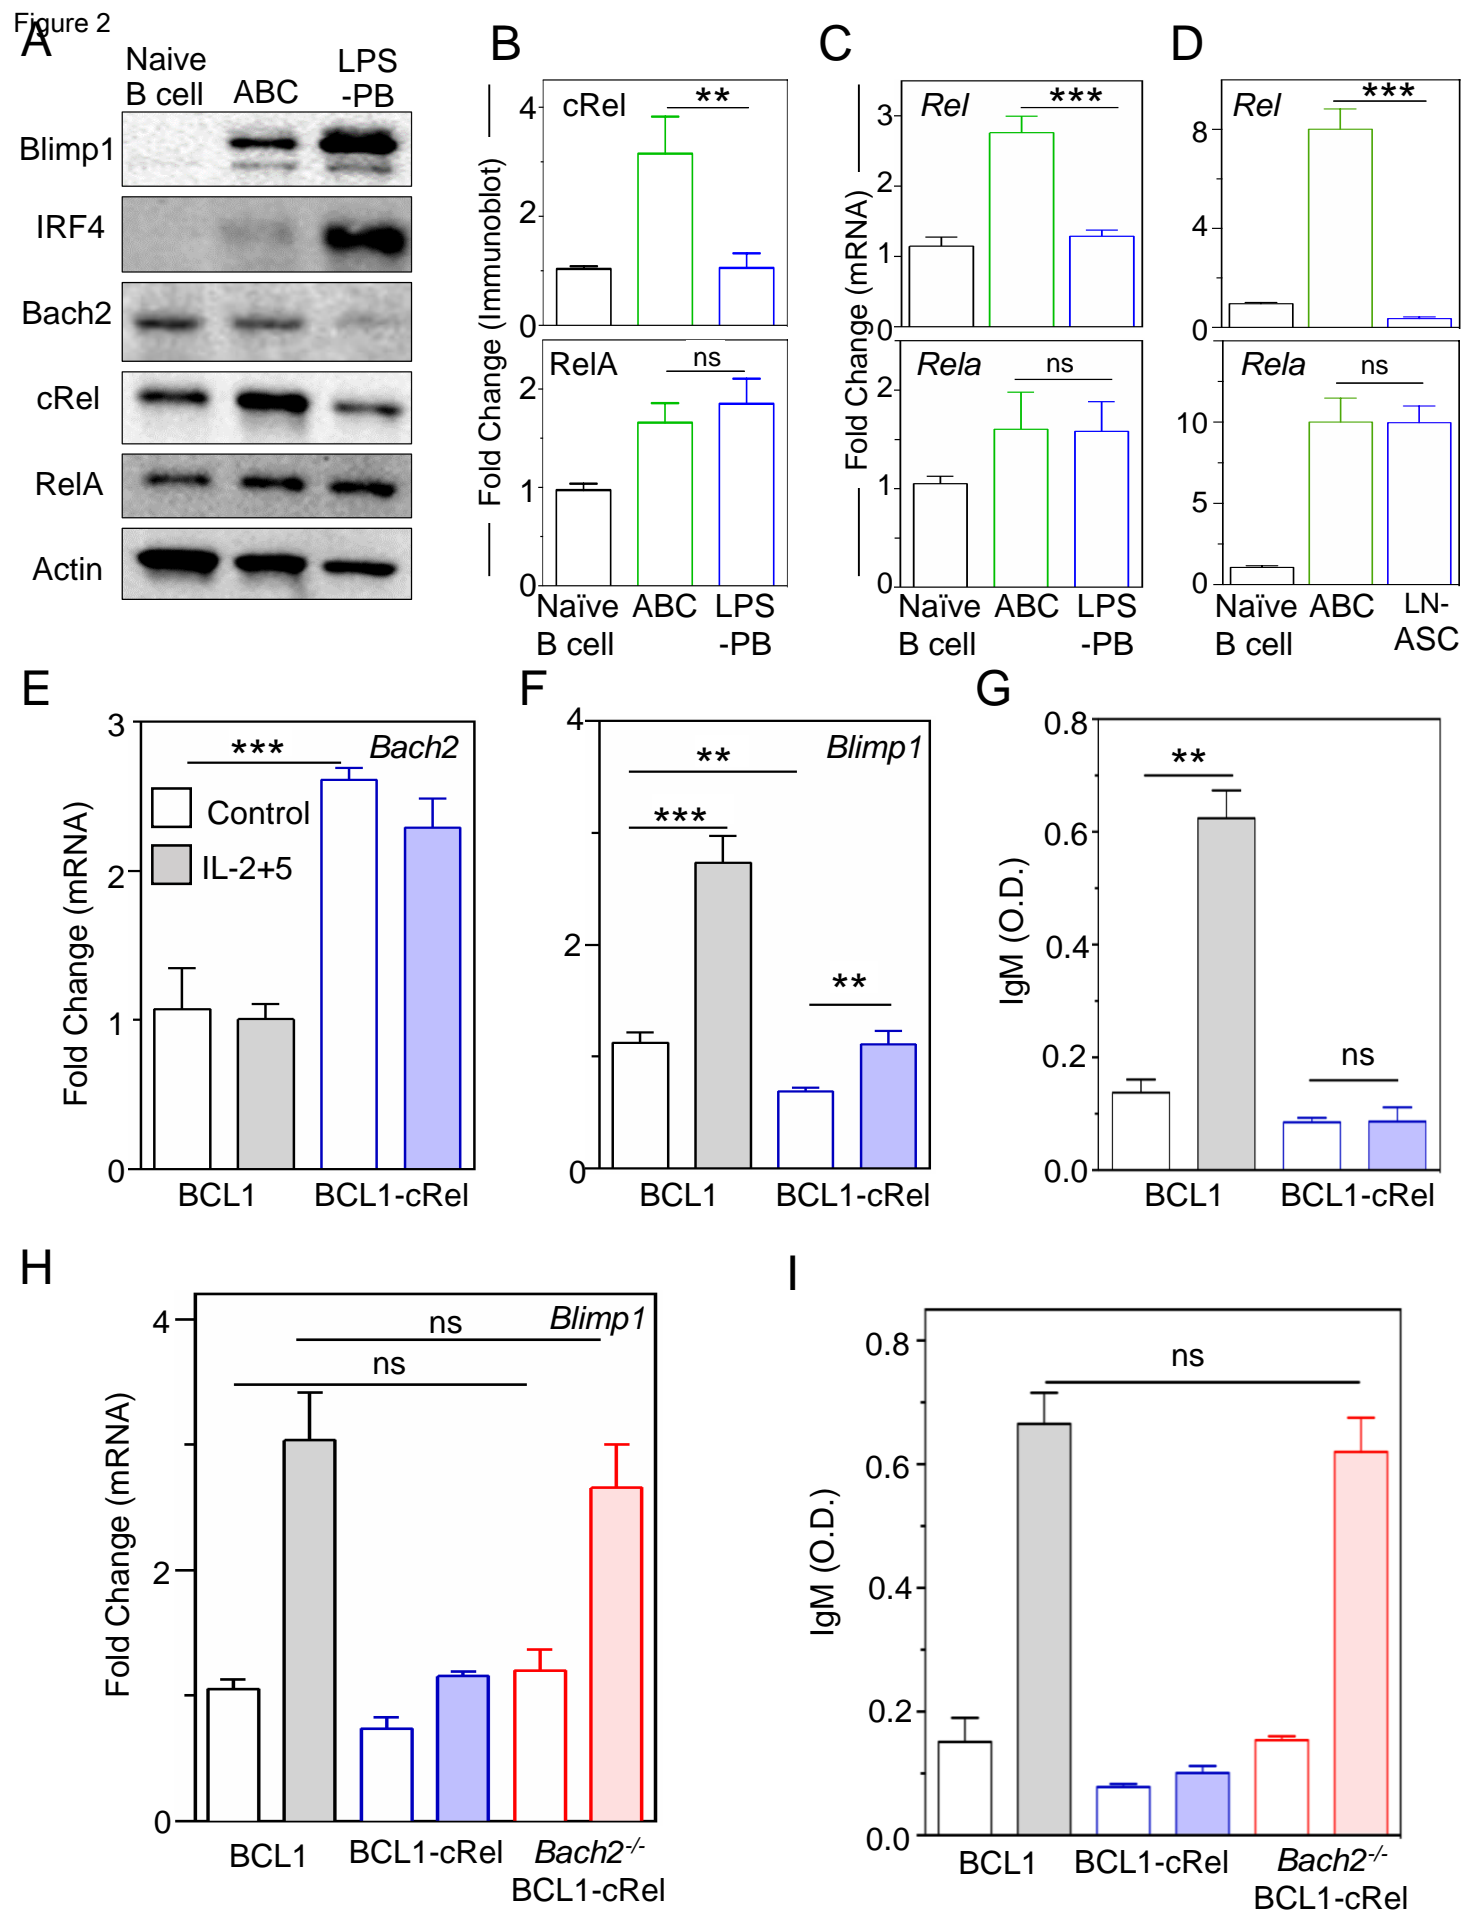 Figure 2
A
Naive
B cell
ABC
LPS
-PB
Blimp1
IRF4
Bach2
cRel
RelA
Actin
B
Fold Change (Immunoblot)
cRel
**
4
2
0
RelA
ns
2
1
0
Naïve
B cell
ABC
LPS
-PB
C
Fold Change (mRNA)
Rel
***
3
2
1
0
Rela
ns
2
1
0
Naïve
B cell
ABC
LPS
-PB
D
Rel
***
8
4
0
Rela
ns
10
5
0
Naïve
B cell
ABC
LN-
ASC
E
Fold Change (mRNA)
3
2
1
0
***
Bach2
Control
IL-2+5
BCL1
BCL1-cRel
F
4
2
0
Blimp1
**
***
**
BCL1
BCL1-cRel
G
IgM (O.D.)
0.8
0.6
0.4
0.2
0.0
**
ns
BCL1
BCL1-cRel
H
Fold Change (mRNA)
4
2
0
Blimp1
ns
ns
BCL1
BCL1-cRel
Bach2-/-
BCL1-cRel
I
IgM (O.D.)
0.8
0.6
0.4
0.2
0.0
ns
BCL1
BCL1-cRel
Bach2-/-
BCL1-cRel